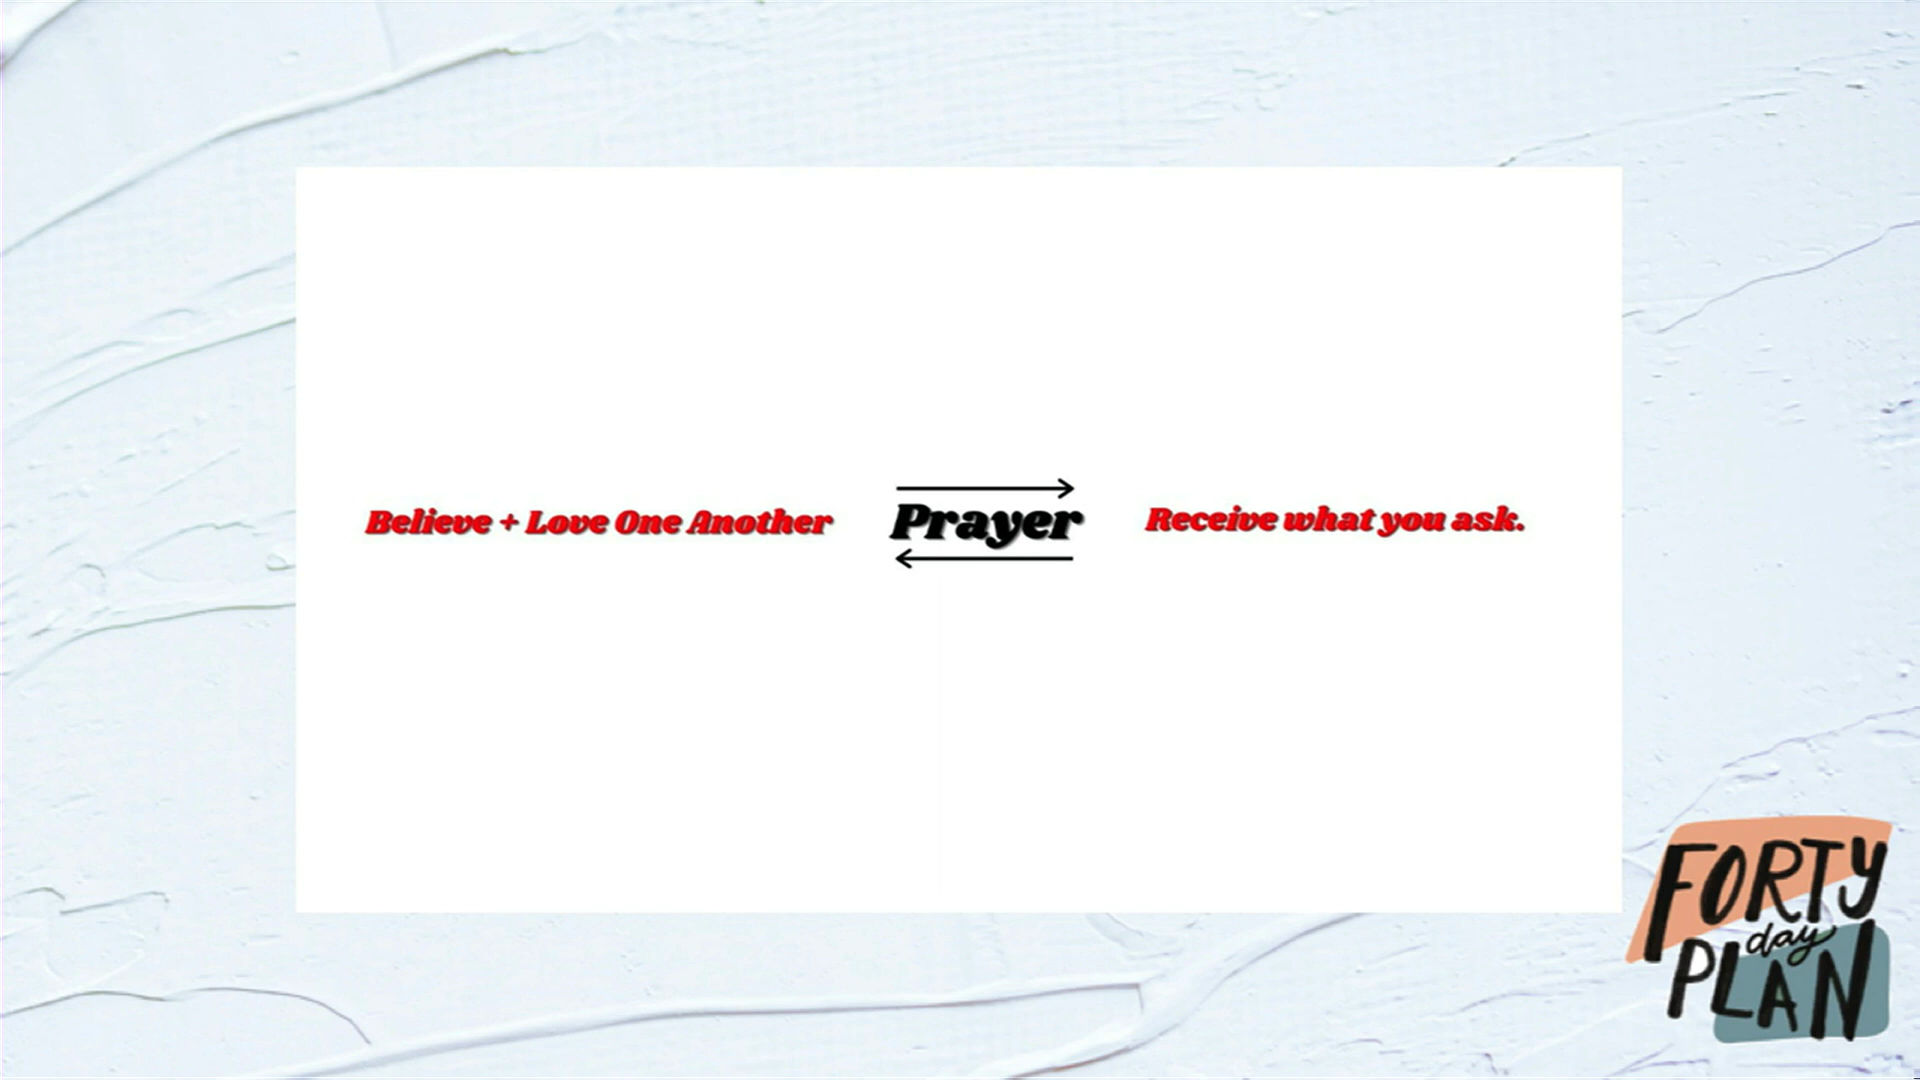 Believe + Love One Another
Prayer
Receive what you ask.
FORTY
day
PLAN